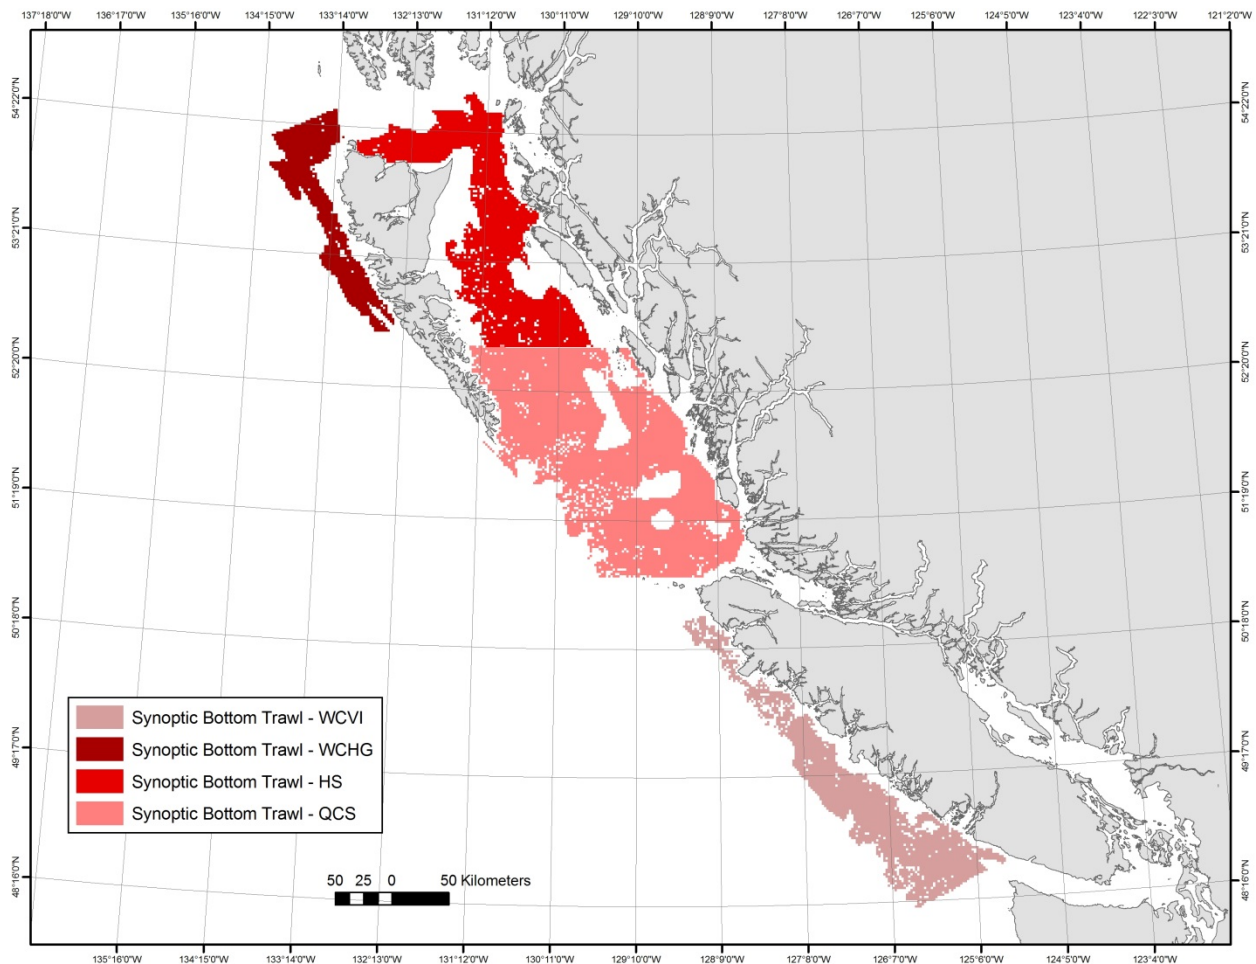 137°18'0"W 136°17'0"W 135°16'0"W 134°15'0"W 133°14'0"W 132°13'0"W 131°12'0"W 130°11'0"W 129°10'0"W 128°9'0"W 127°8'0"W 126°7'0"W 125°6'0"W 124°5'0"W 123°4'0"W 122°3'0"W 121°2'0"W
54°22'0"N 54°22'0"N
53°21'0"N 53°21'0"N
52°20'0"N 52°20'0"N
51°19'0"N 51°19'0"N
50°18'0"N 50°18'0"N
49°17'0"N 49°17'0"N
48°16'0"N 48°16'0"N
Synoptic Bottom Trawl - WCVI
Synoptic Bottom Trawl - WCHG
Synoptic Bottom Trawl - HS
Synoptic Bottom Trawl - QCS
50 25 0 50 Kilometers
135°16'0"W 134°15'0"W 133°14'0"W 132°13'0"W 131°12'0"W 130°11'0"W 129°10'0"W 128°9'0"W 127°8'0"W 126°7'0"W 125°6'0"W 124°5'0"W 123°4'0"W